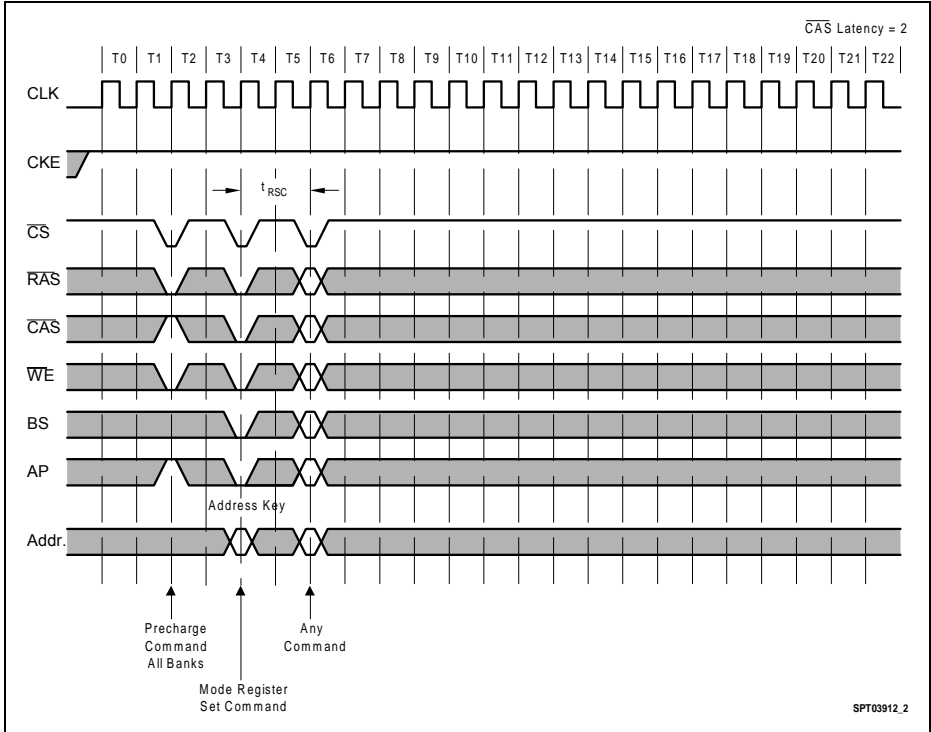 CAS Latency = 2
T0 T1 T2 T3 T4 T5 T6 T7 T8 T9 T10 T11 T12 T13 T14 T15 T16 T17 T18 T19 T20 T21 T22
CLK
CKE
t RSC
CS
RAS
CAS
WE
BS
AP
Address Key
Addr.
Precharge
Command
All Banks
Any
Command
Mode Register
Set Command
SPT03912_2